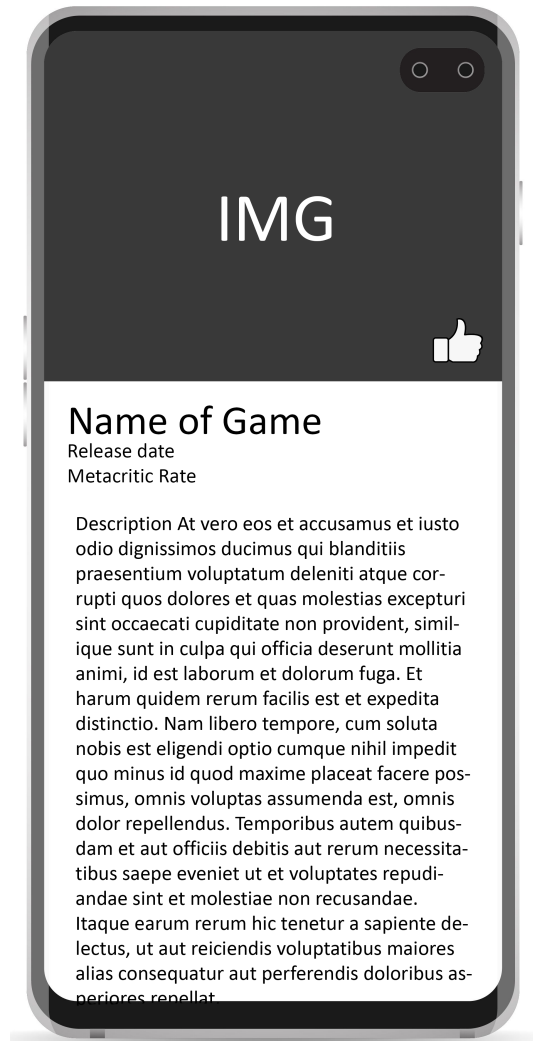 IMG
Name of Game
Release date
Metacritic Rate
Description At vero eos et accusamus et iusto
odio dignissimos ducimus qui blanditiis
praesentium voluptatum deleniti atque cor-
rupti quos dolores et quas molestias excepturi
sint occaecati cupiditate non provident, simil-
ique sunt in culpa qui officia deserunt mollitia
animi, id est laborum et dolorum fuga. Et
harum quidem rerum facilis est et expedita
distinctio. Nam libero tempore, cum soluta
nobis est eligendi optio cumque nihil impedit
quo minus id quod maxime placeat facere pos-
simus, omnis voluptas assumenda est, omnis
dolor repellendus. Temporibus autem quibus-
dam et aut officiis debitis aut rerum necessita-
tibus saepe eveniet ut et voluptates repudi-
andae sint et molestiae non recusandae.
Itaque earum rerum hic tenetur a sapiente de-
lectus, ut aut reiciendis voluptatibus maiores
alias consequatur aut perferendis doloribus as-
periores repellat.